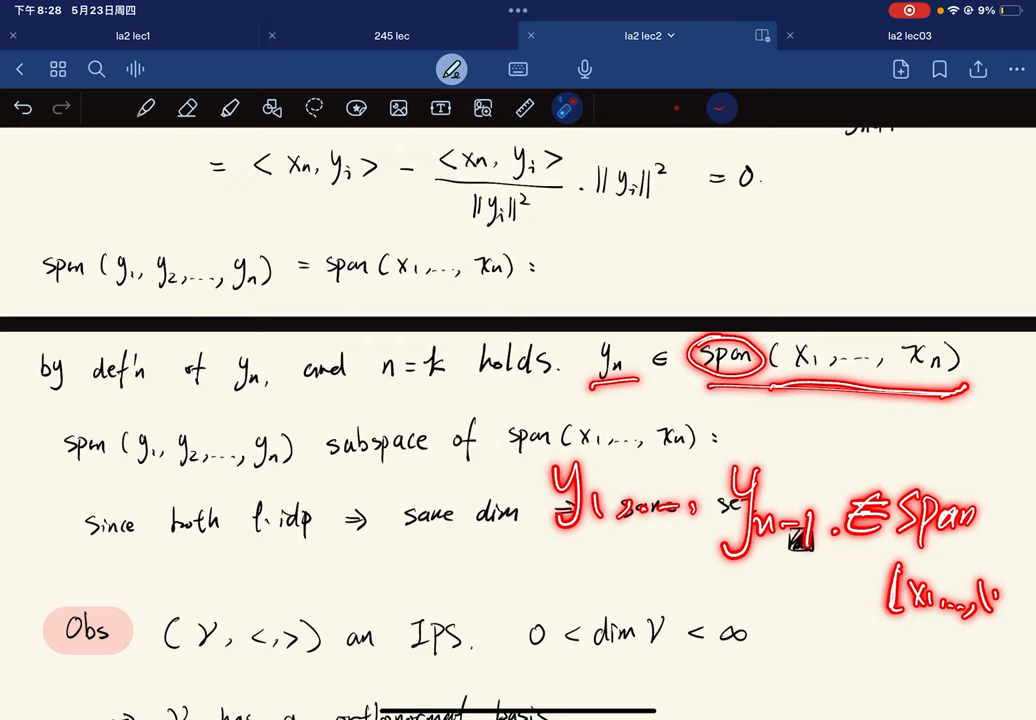 下午8:28 5月23日周四
9%
la2 lec1
245 lec
la2 lec2
la2 lec03
= < xn, yi > - <xn, yi> / ||yi||² . ||yi||² = 0.
span (y1, y2,..., yn) = span (x1,..., xn) :
by def'n of yn, and n=k holds. yn ∈ span (x1,..., xn)
span (y1, y2,..., yn) subspace of span (x1,..., xn) :
since both l.idp ⇒ same dim ⇒ y1 yn-1 . ∈ span
(x1...,
Obs (V, <,>) an IPS. 0 < dim V < ∞
⇒ V has a orthonormal basis